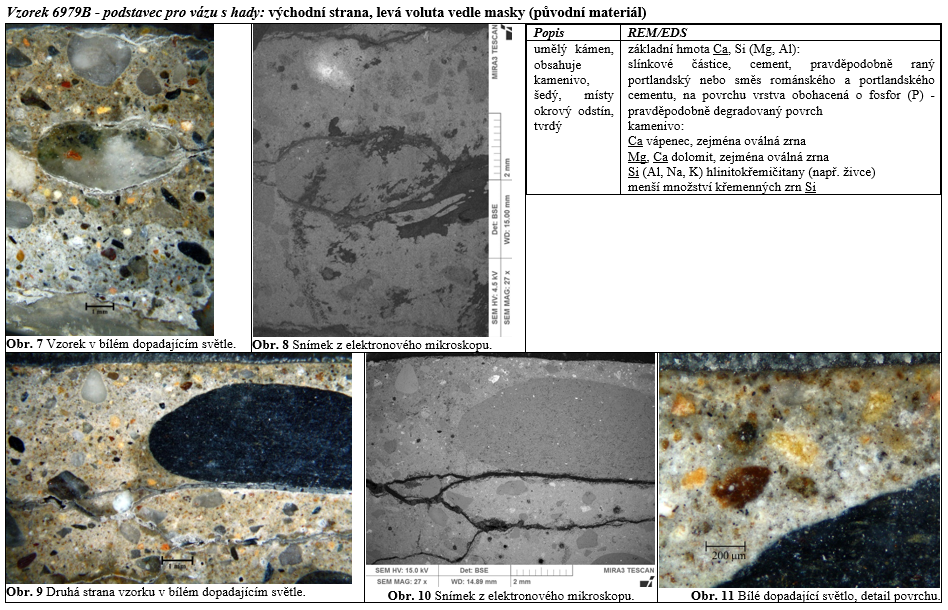 Vzorek 6979B - podstavec pro vázu s hady: východní strana, levá voluta vedle masky (původní materiál)
1 mm
Obr. 7 Vzorek v bílém dopadajícím světle.
SEM HV: 4.5 kV
SEM MAG: 27 x
Det: BSE
WD: 15.00 mm
2 mm
MIRA3 TESCAN
Obr. 8 Snímek z elektronového mikroskopu.
Popis
umělý kámen,
obsahuje
kamenivo,
šedý, místy
okrový odstín,
tvrdý
REM/EDS
základní hmota Ca, Si (Mg, Al):
slínkové částice, cement, pravděpodobně raný
portlandský nebo směs románského a portlandského
cementu, na povrchu vrstva obohacená o fosfor (P) -
pravděpodobně degradovaný povrch
kamenivo:
Ca vápenec, zejména oválná zrna
Mg, Ca dolomit, zejména oválná zrna
Si (Al, Na, K) hlinitokřemičitany (např. živce)
menší množství křemenných zrn Si
1 mm
Obr. 9 Druhá strana vzorku v bílém dopadajícím světle.
SEM HV: 15.0 kV
Det: BSE
MIRA3 TESCAN
SEM MAG: 27 x
WD: 14.89 mm
2 mm
Obr. 10 Snímek z elektronového mikroskopu.
200 µm
Obr. 11 Bílé dopadající světlo, detail povrchu.